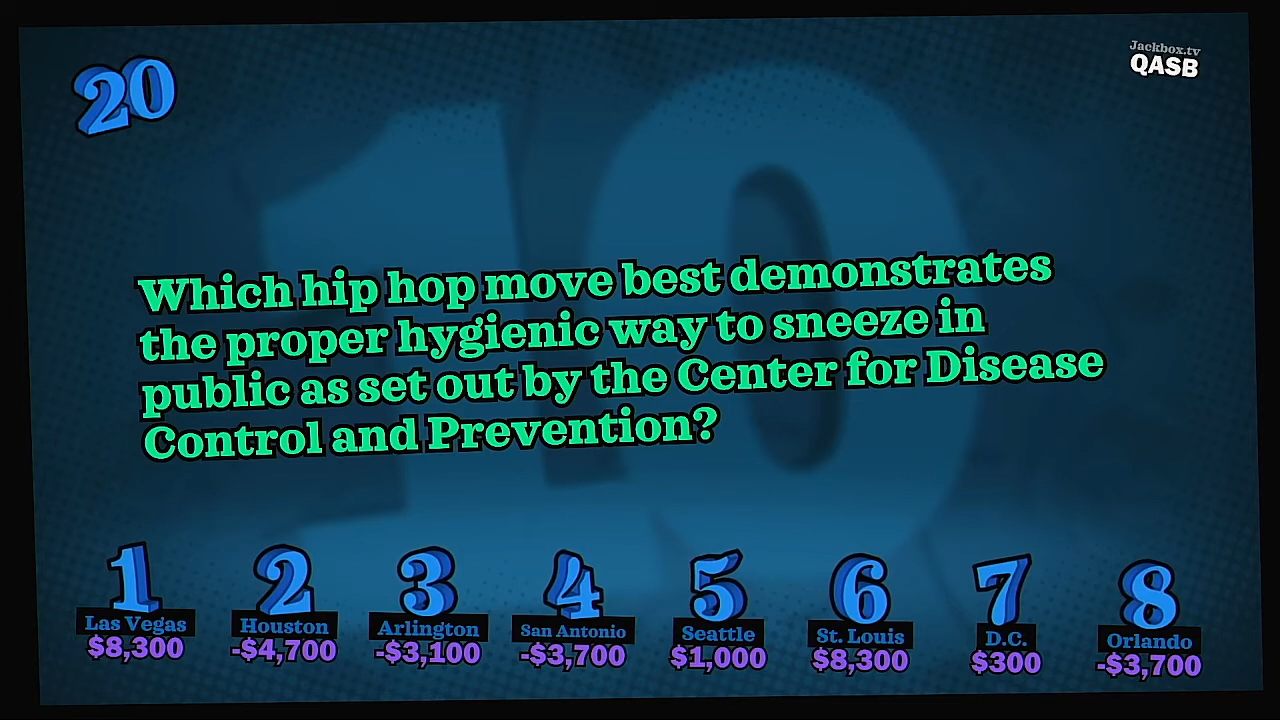 20
Jackbox.tv
QASB
10
Which hip hop move best demonstrates
the proper hygienic way to sneeze in
public as set out by the Center for Disease
Control and Prevention?
1 2 3 4 5 6 7 8
Las Vegas Houston Arlington San Antonio Seattle St. Louis D.C. Orlando
$8,300 -$4,700 -$3,100 -$3,700 $1,000 $8,300 $300 -$3,700